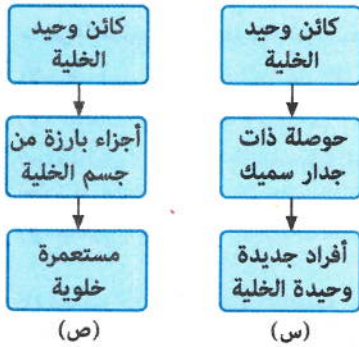 كائن وحيد
الخلية
حوصلة ذات
جدار سميك
أفراد جديدة
وحيدة الخلية
(س)
كائن وحيد
الخلية
أجزاء بارزة من
جسم الخلية
مستعمرة
خلوية
(ص)